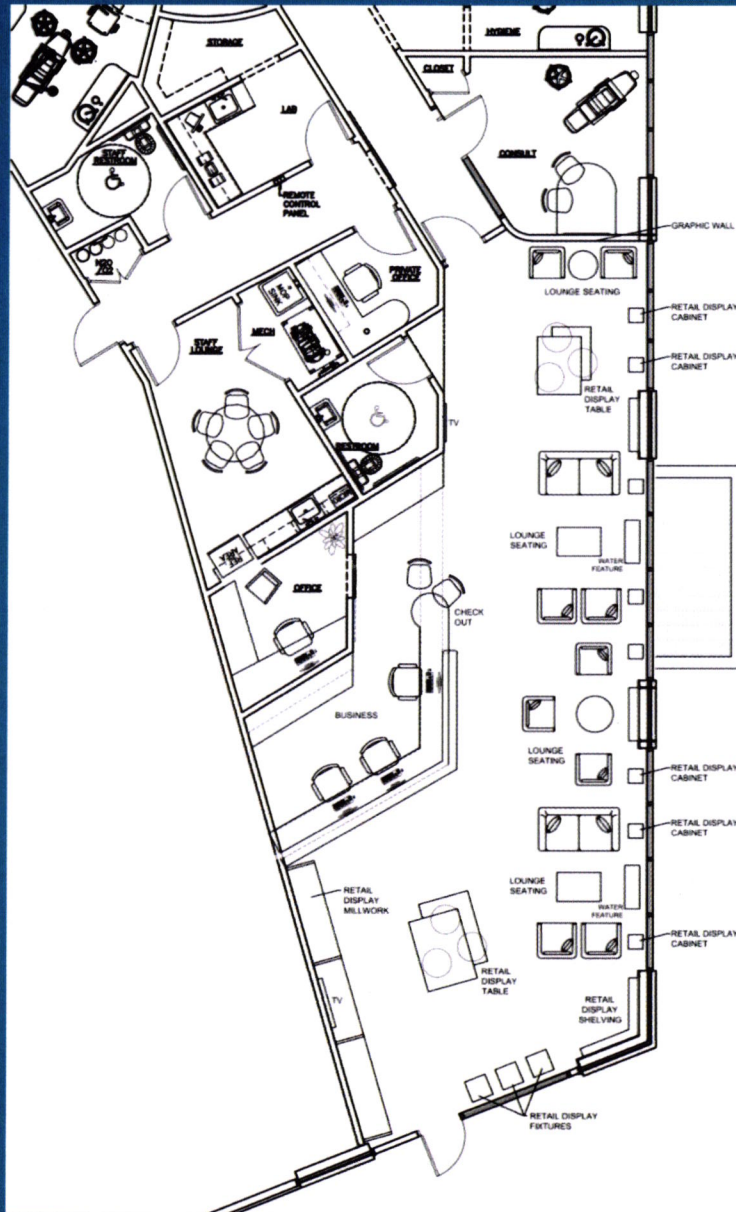 STORAGE
HYGIENE
CLOSET
LAB
CONSULT
STAFF
RESTROOM
REMOTE
CONTROL
PANEL
GRAPHIC WALL
N2O
PRIVATE
OFFICE
LOUNGE SEATING
MOP
SINK
RETAIL DISPLAY
CABINET
MECH
STAFF
LOUNGE
RETAIL DISPLAY
CABINET
RETAIL
DISPLAY
TABLE
TV
RESTROOM
LOUNGE
SEATING
WATER
FEATURE
OFFICE
CHECK
OUT
BUSINESS
LOUNGE
SEATING
RETAIL DISPLAY
CABINET
RETAIL DISPLAY
CABINET
LOUNGE
SEATING
RETAIL
DISPLAY
MILLWORK
WATER
FEATURE
RETAIL DISPLAY
CABINET
RETAIL
DISPLAY
TABLE
TV
RETAIL
DISPLAY
SHELVING
RETAIL DISPLAY
FIXTURES